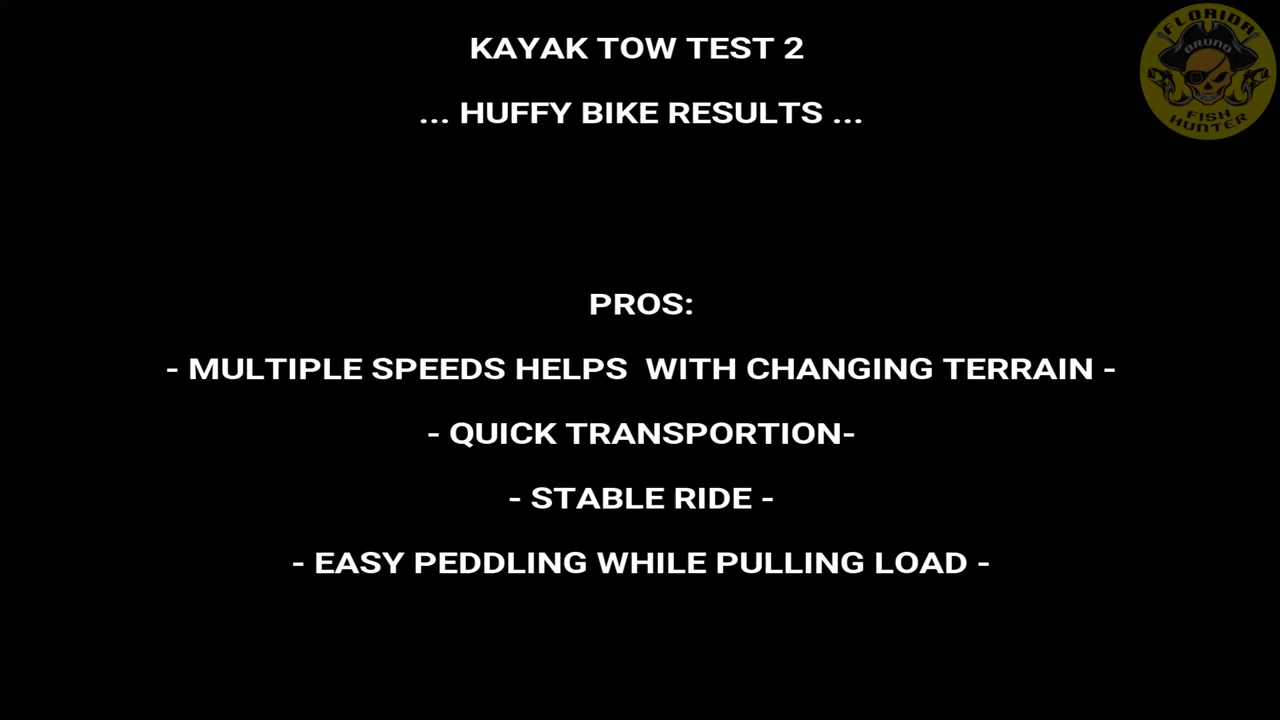 KAYAK TOW TEST 2
... HUFFY BIKE RESULTS ...
FLORIDA
BRUNO
FISH
HUNTER
PROS:
- MULTIPLE SPEEDS HELPS  WITH CHANGING TERRAIN -
- QUICK TRANSPORTION-
- STABLE RIDE -
- EASY PEDDLING WHILE PULLING LOAD -